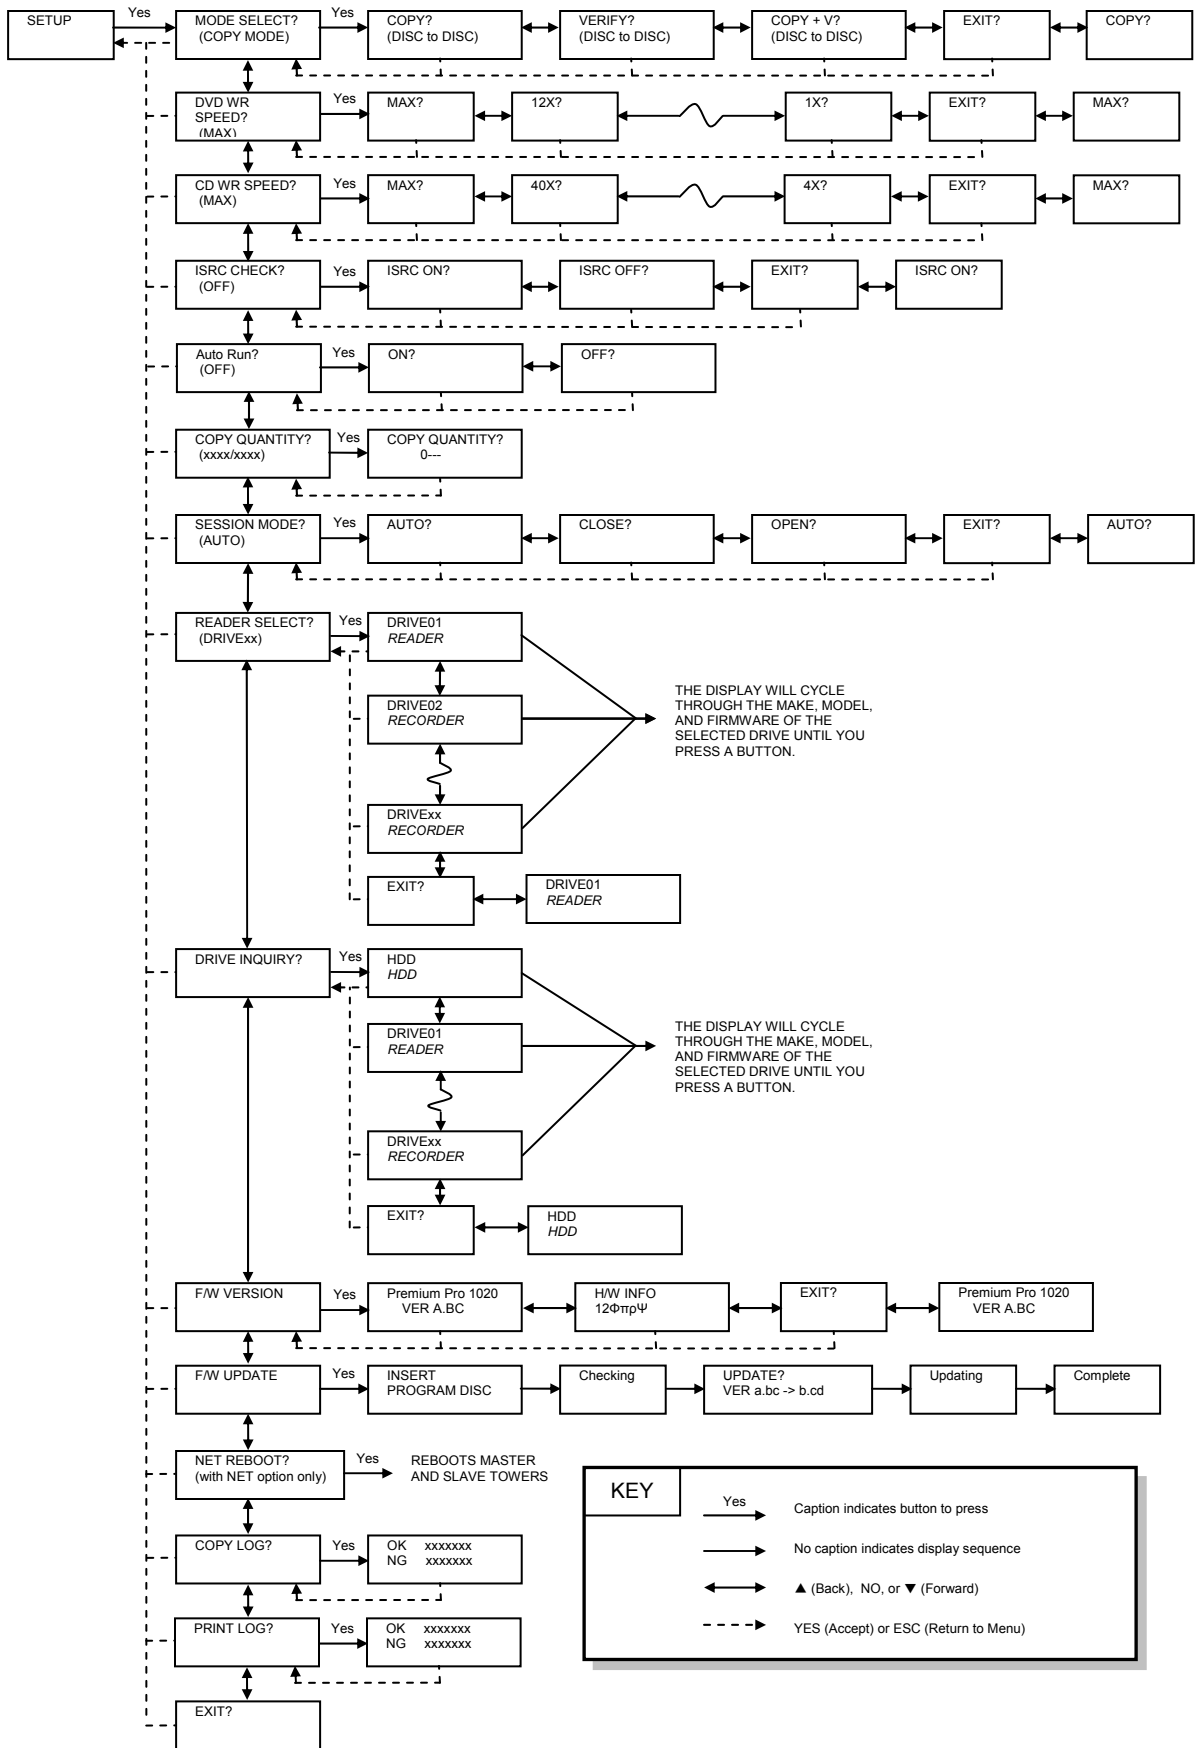 SETUP
Yes
MODE SELECT?
(COPY MODE)
Yes
COPY?
(DISC to DISC)
VERIFY?
(DISC to DISC)
COPY + V?
(DISC to DISC)
EXIT?
COPY?
DVD WR
SPEED?
(MAX)
Yes
MAX?
12X?
1X?
EXIT?
MAX?
CD WR SPEED?
(MAX)
Yes
MAX?
40X?
4X?
EXIT?
MAX?
ISRC CHECK?
(OFF)
Yes
ISRC ON?
ISRC OFF?
EXIT?
ISRC ON?
Auto Run?
(OFF)
Yes
ON?
OFF?
COPY QUANTITY?
(xxxx/xxxx)
Yes
COPY QUANTITY?
0---
SESSION MODE?
(AUTO)
Yes
AUTO?
CLOSE?
OPEN?
EXIT?
AUTO?
READER SELECT?
(DRIVExx)
Yes
DRIVE01
READER
DRIVE02
RECORDER
DRIVExx
RECORDER
EXIT?
DRIVE01
READER
THE DISPLAY WILL CYCLE
THROUGH THE MAKE, MODEL,
AND FIRMWARE OF THE
SELECTED DRIVE UNTIL YOU
PRESS A BUTTON.
DRIVE INQUIRY?
Yes
HDD
HDD
DRIVE01
READER
DRIVExx
RECORDER
EXIT?
HDD
HDD
THE DISPLAY WILL CYCLE
THROUGH THE MAKE, MODEL,
AND FIRMWARE OF THE
SELECTED DRIVE UNTIL YOU
PRESS A BUTTON.
F/W VERSION
Yes
Premium Pro 1020
VER A.BC
H/W INFO
12ΦπρΨ
EXIT?
Premium Pro 1020
VER A.BC
F/W UPDATE
Yes
INSERT
PROGRAM DISC
Checking
UPDATE?
VER a.bc -> b.cd
Updating
Complete
NET REBOOT?
(with NET option only)
Yes
REBOOTS MASTER
AND SLAVE TOWERS
COPY LOG?
Yes
OK xxxxxxx
NG xxxxxxx
PRINT LOG?
Yes
OK xxxxxxx
NG xxxxxxx
EXIT?
KEY
Yes
Caption indicates button to press
No caption indicates display sequence
▲ (Back), NO, or ▼ (Forward)
YES (Accept) or ESC (Return to Menu)